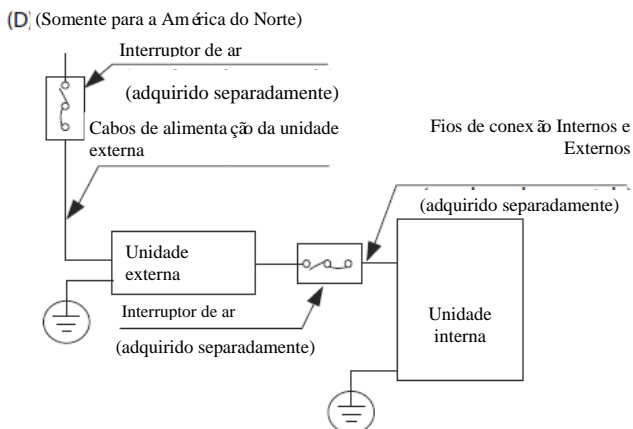 (D) (Somente para a América do Norte)
Interruptor de ar
(adquirido separadamente)
Cabos de alimentação da unidade
externa
Fios de conexão Internos e
Externos
(adquirido separadamente)
Unidade
externa
Interruptor de ar
(adquirido separadamente)
Unidade
interna